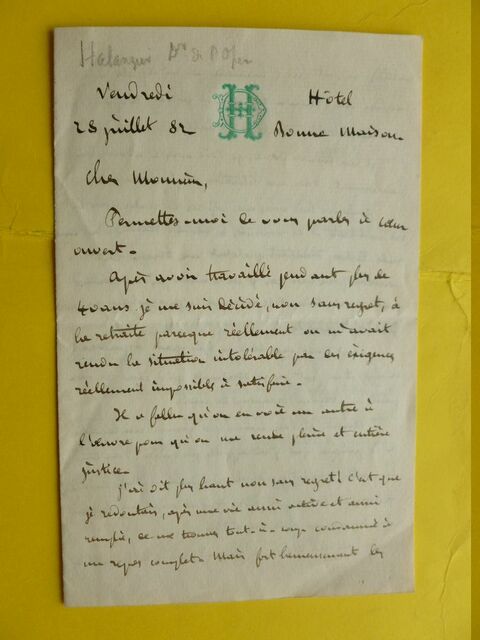 Halanzier Dr de l'Opéra
Vendredi
28 juillet 82
HD
Hôtel
Bonne Maison
Cher Monsieur,
Permettez-moi de vous parler à cœur
ouvert.
Après avoir travaillé pendant plus de
40 ans je me suis décidé, non sans regret, à
la retraite parceque réellement on m'avait
rendu la situation intolérable par des exigences
réellement impossibles à satisfaire.
Il a fallu qu'on en voie un autre à
l'œuvre pour qu'on me rende pleine et entière
justice.
J'ai dit plus haut non sans regret! c'est que
je redoutais, après une vie aussi active et aussi
remplie, de me trouver tout-à-coup condamné à
un repos complet. Mais fort heureusement les